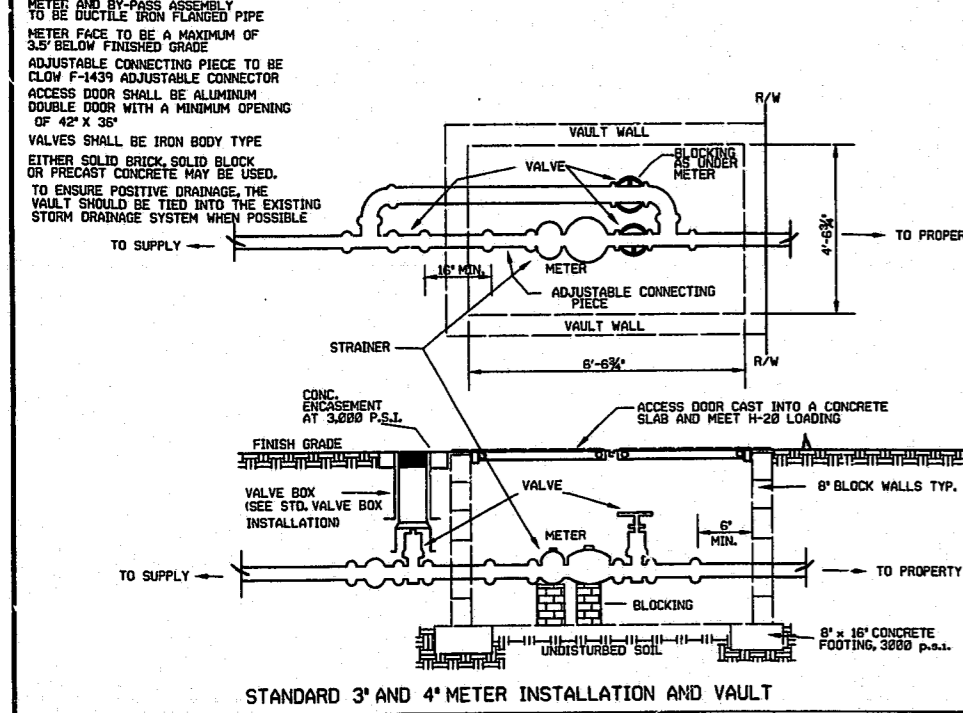 METER AND BY-PASS ASSEMBLY
TO BE DUCTILE IRON FLANGED PIPE
METER FACE TO BE A MAXIMUM OF
3.5' BELOW FINISHED GRADE
ADJUSTABLE CONNECTING PIECE TO BE
CLOW F-1439 ADJUSTABLE CONNECTOR
ACCESS DOOR SHALL BE ALUMINUM
DOUBLE DOOR WITH A MINIMUM OPENING
OF 42" X 36"
VALVES SHALL BE IRON BODY TYPE
EITHER SOLID BRICK, SOLID BLOCK
OR PRECAST CONCRETE MAY BE USED.
TO ENSURE POSITIVE DRAINAGE, THE
VAULT SHOULD BE TIED INTO THE EXISTING
STORM DRAINAGE SYSTEM WHEN POSSIBLE
R/W
VAULT WALL
VALVE
BLOCKING
AS UNDER
METER
TO SUPPLY
4'-6¾"
TO PROPER
16" MIN.
METER
ADJUSTABLE CONNECTING
PIECE
VAULT WALL
STRAINER
6'-6¾"
R/W
CONC.
ENCASEMENT
AT 3,000 P.S.I.
ACCESS DOOR CAST INTO A CONCRETE
SLAB AND MEET H-20 LOADING
FINISH GRADE
VALVE BOX
(SEE STD. VALVE BOX
INSTALLATION)
VALVE
8" BLOCK WALLS TYP.
METER
6"
MIN.
TO SUPPLY
TO PROPERTY
BLOCKING
UNDISTURBED SOIL
8" x 16" CONCRETE
FOOTING, 3000 p.s.i.
STANDARD 3" AND 4" METER INSTALLATION AND VAULT